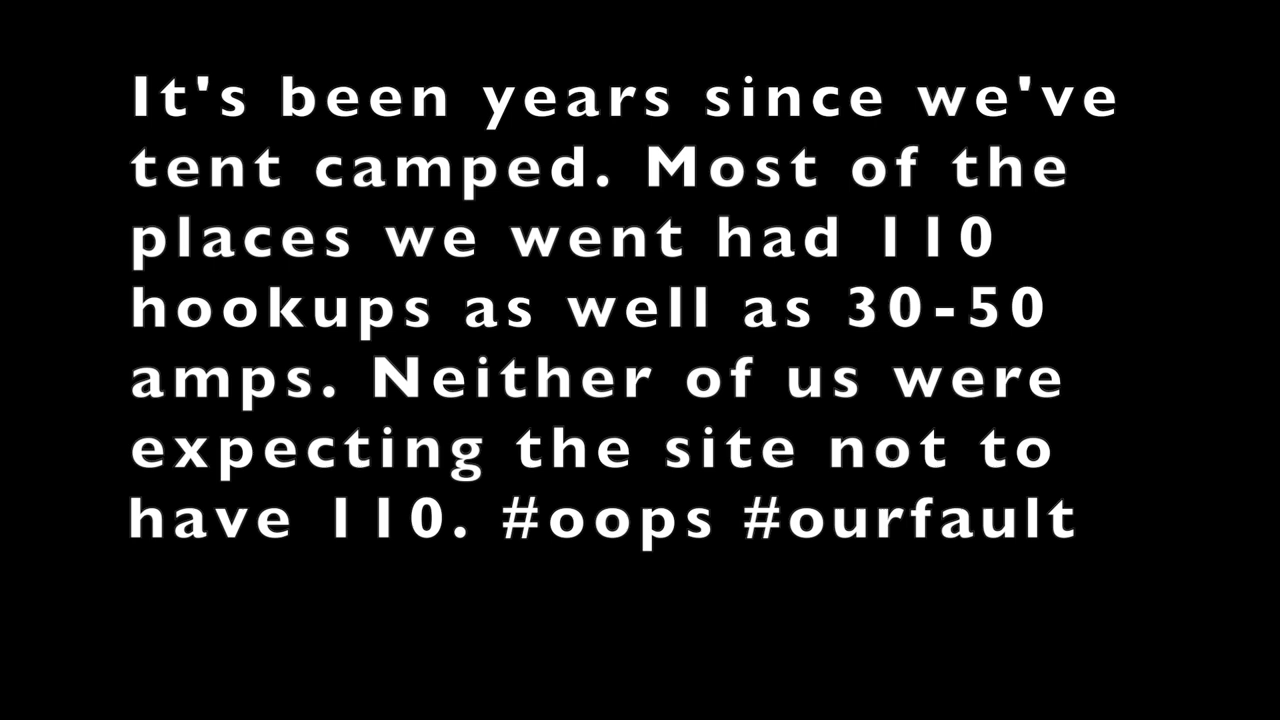 It's been years since we've
tent camped. Most of the
places we went had 110
hookups as well as 30-50
amps. Neither of us were
expecting the site not to
have 110. #oops #ourfault